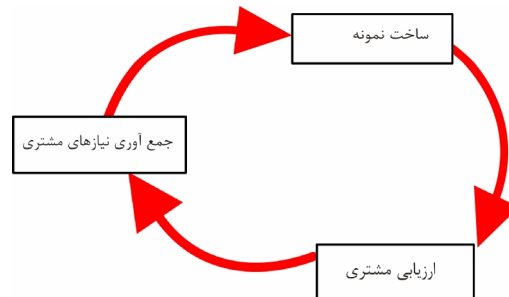 ساخت نمونه
جمع آوری نیازهای مشتری
ارزیابی مشتری